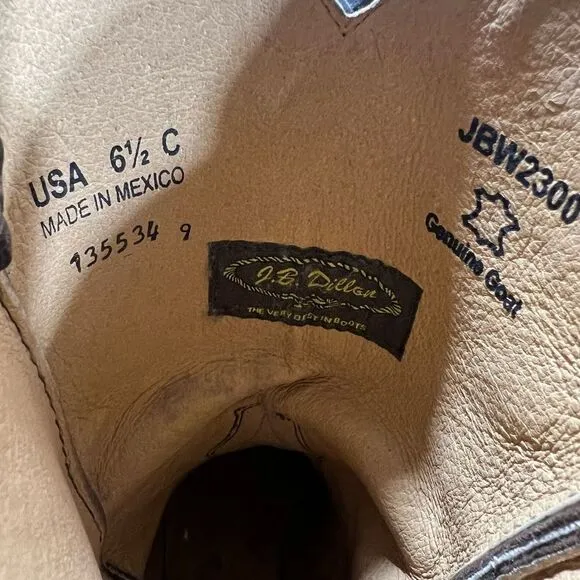 USA 6½ C
MADE IN MEXICO
135534 9
J.B. Dillon
THE VERY BEST IN BOOTS
JBW2300
Genuine Goat